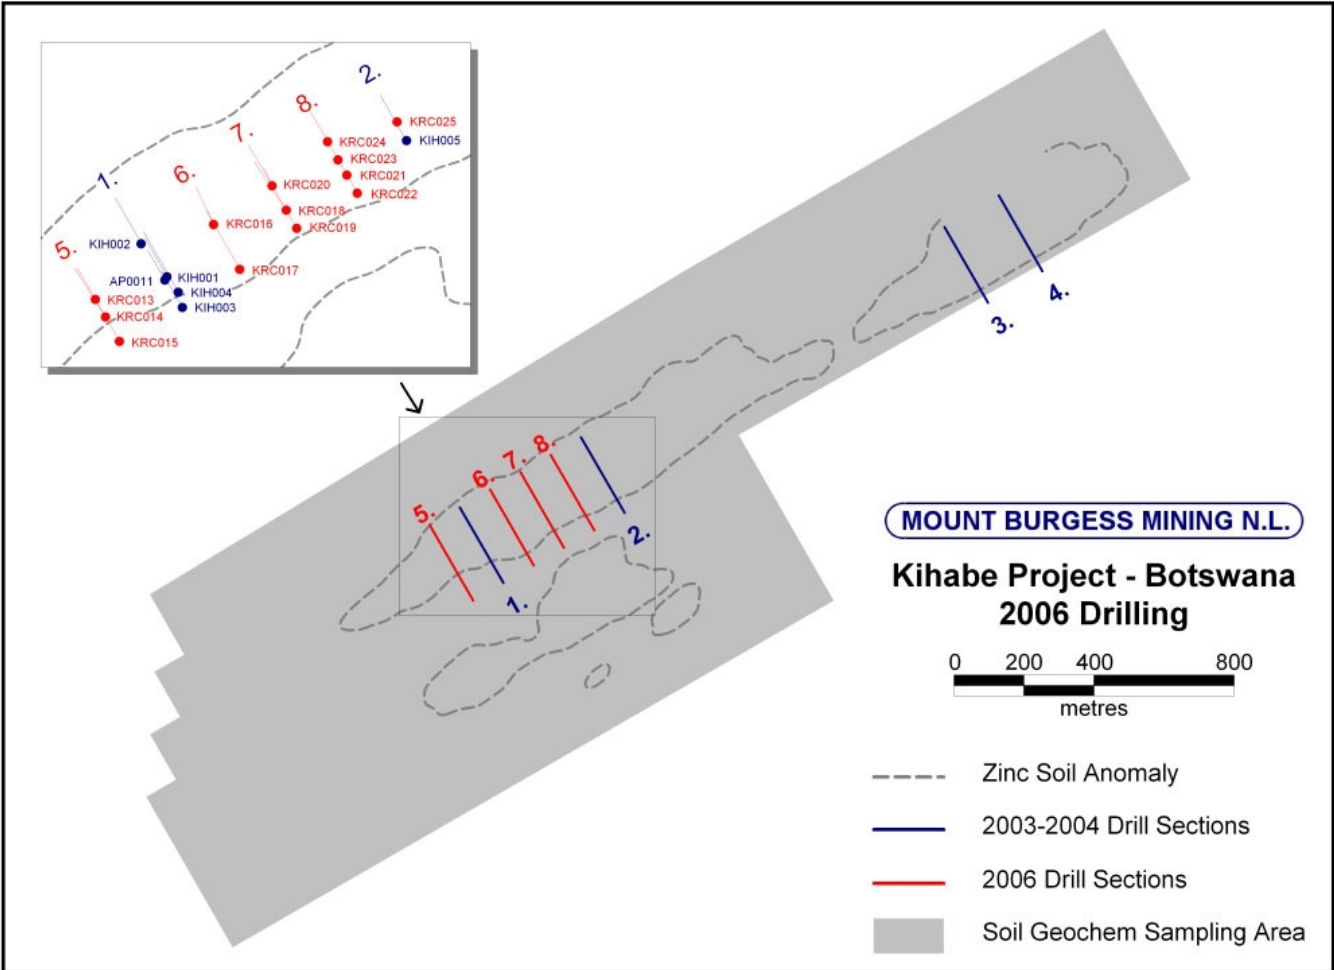 2.
8.
KRC025
KIH005
7.
KRC024
KRC023
KRC021
KRC022
6.
KRC020
KRC018
KRC019
1.
KRC016
KRC017
KIH002
5.
AP0011
KIH001
KIH004
KIH003
KRC013
KRC014
KRC015
4.
3.
8.
7.
6.
5.
2.
1.
MOUNT BURGESS MINING N.L.
Kihabe Project - Botswana
2006 Drilling
0 200 400 800
metres
Zinc Soil Anomaly
2003-2004 Drill Sections
2006 Drill Sections
Soil Geochem Sampling Area